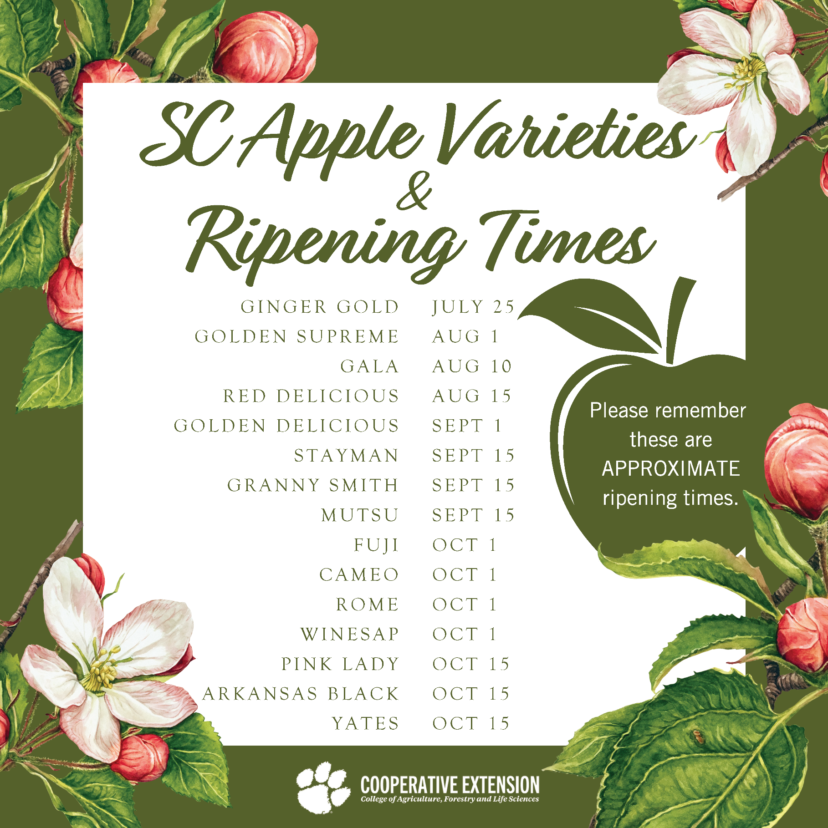 SC Apple Varieties
&
Ripening Times
GINGER GOLD JULY 25
GOLDEN SUPREME AUG 1
GALA AUG 10
RED DELICIOUS AUG 15
GOLDEN DELICIOUS SEPT 1
STAYMAN SEPT 15
GRANNY SMITH SEPT 15
MUTSU SEPT 15
FUJI OCT 1
CAMEO OCT 1
ROME OCT 1
WINESAP OCT 1
PINK LADY OCT 15
ARKANSAS BLACK OCT 15
YATES OCT 15
Please remember
these are
APPROXIMATE
ripening times.
COOPERATIVE EXTENSION
College of Agriculture, Forestry and Life Sciences